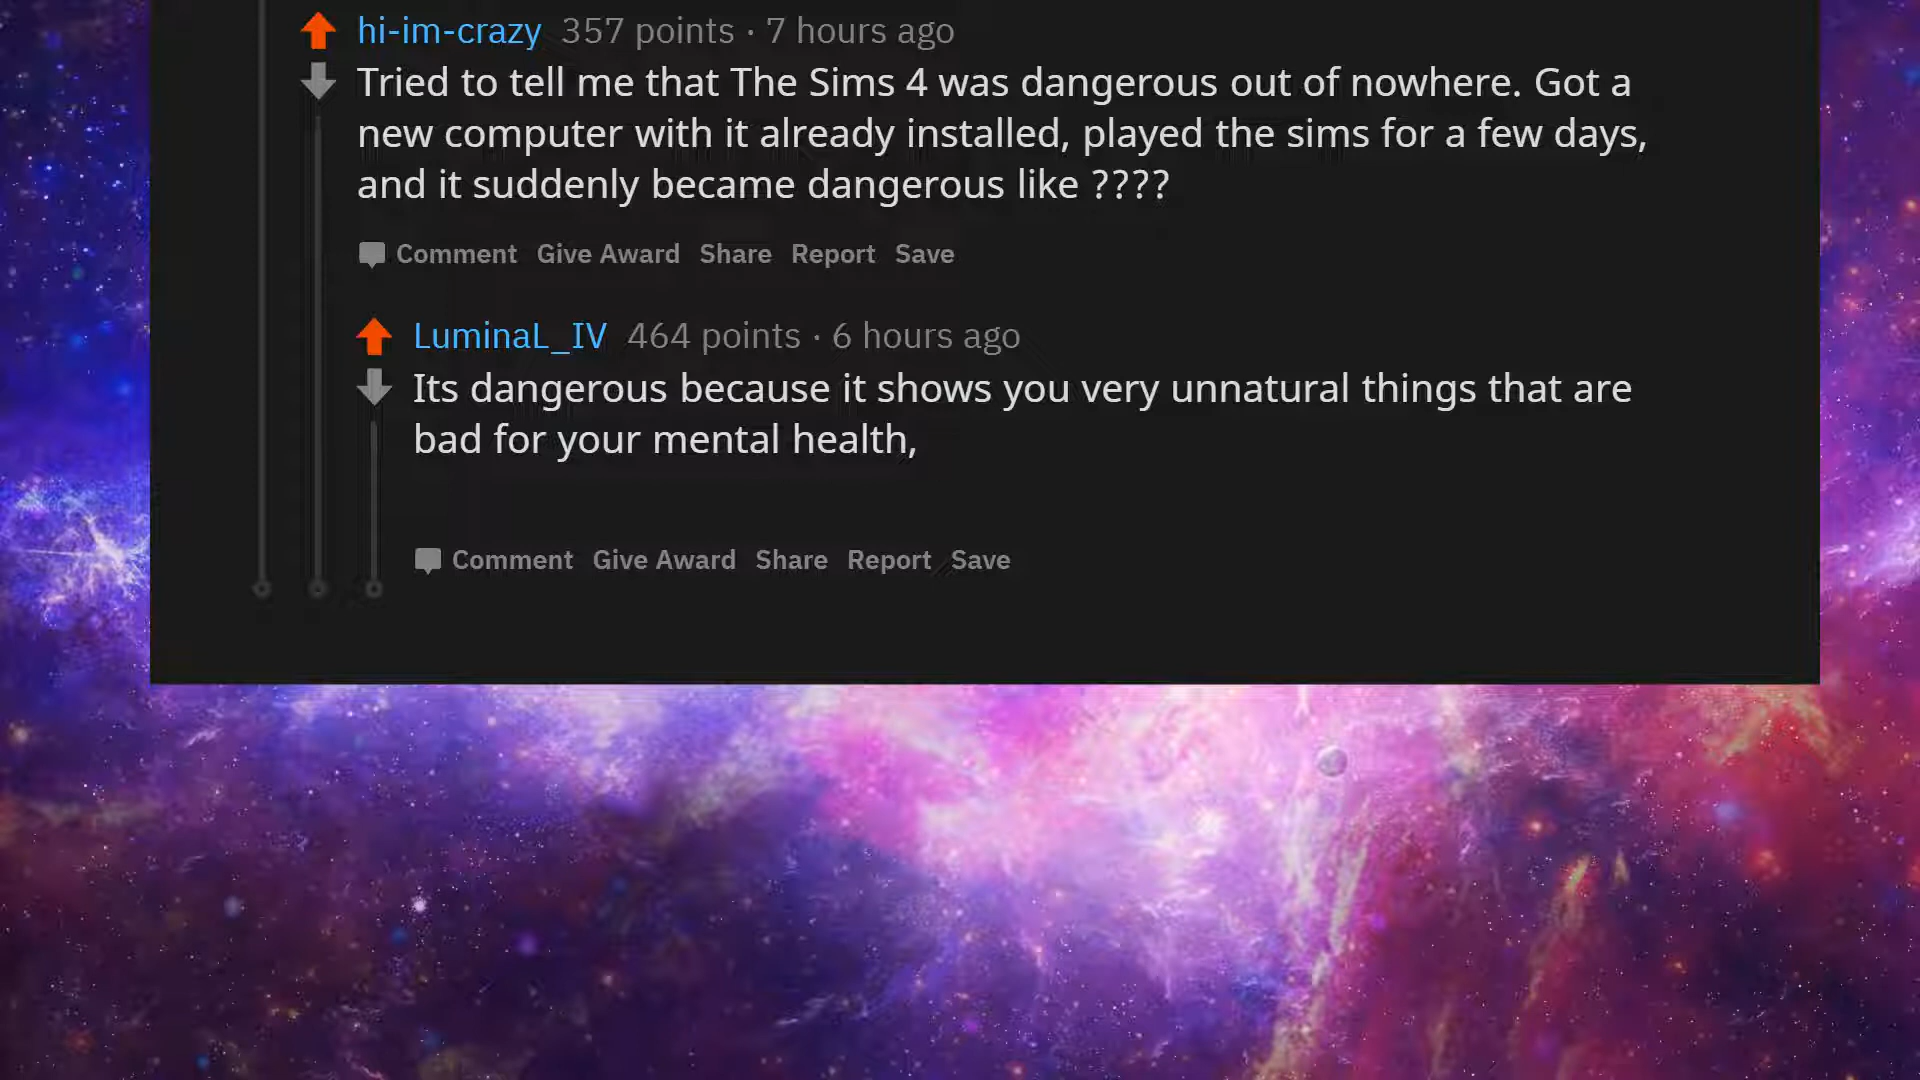 hi-im-crazy 357 points · 7 hours ago
Tried to tell me that The Sims 4 was dangerous out of nowhere. Got a
new computer with it already installed, played the sims for a few days,
and it suddenly became dangerous like ????
Comment Give Award Share Report Save
LuminaL_IV 464 points · 6 hours ago
Its dangerous because it shows you very unnatural things that are
bad for your mental health,
Comment Give Award Share Report Save